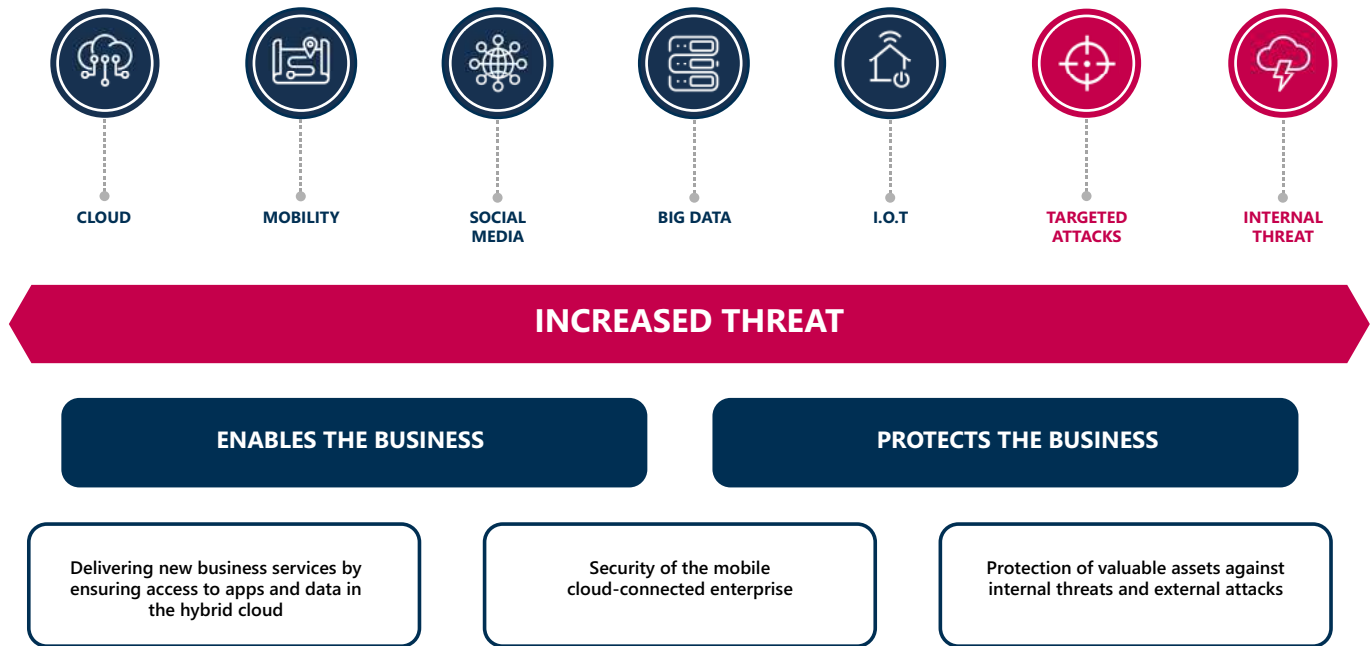 CLOUD
MOBILITY
SOCIAL
MEDIA
BIG DATA
I.O.T
TARGETED
ATTACKS
INTERNAL
THREAT
INCREASED THREAT
ENABLES THE BUSINESS
PROTECTS THE BUSINESS
Delivering new business services by
ensuring access to apps and data in
the hybrid cloud
Security of the mobile
cloud-connected enterprise
Protection of valuable assets against
internal threats and external attacks